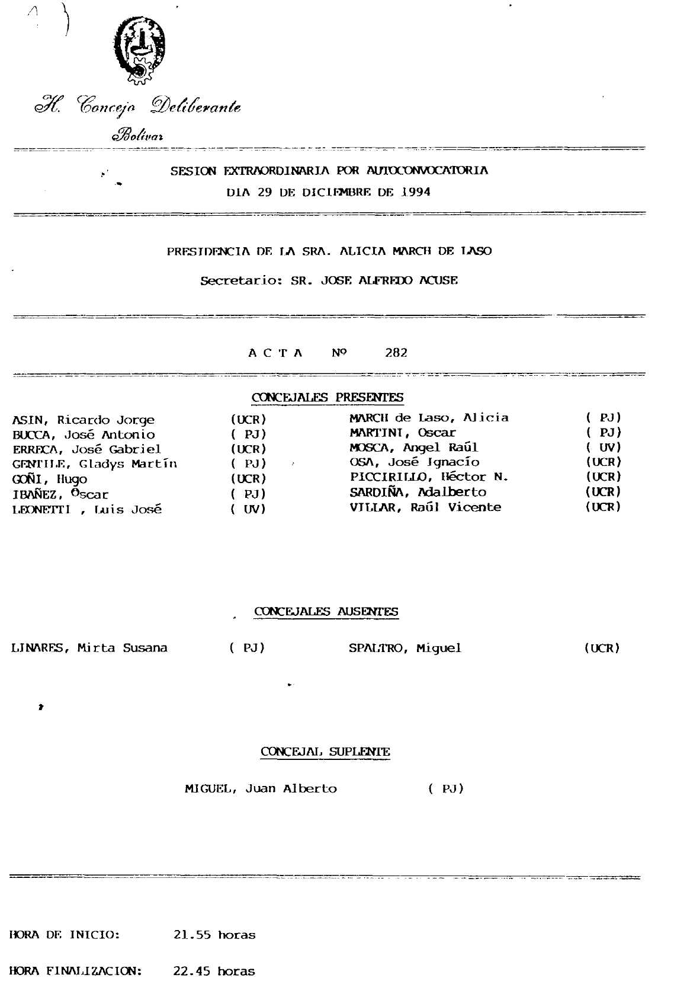 H. Concejo Deliberante
Bolívar
SESION EXTRAORDINARIA POR AUTOCONVOCATORIA
DIA 29 DE DICIEMBRE DE 1994
PRESIDENCIA DE LA SRA. ALICIA MARCH DE LASO
Secretario: SR. JOSE ALFREDO ACUSE
A C T A Nº 282
CONCEJALES PRESENTES
ASIN, Ricardo Jorge (UCR) MARCH de Laso, Alicia ( PJ)
BUCCA, José Antonio ( PJ) MARTINI, Oscar ( PJ)
ERRECA, José Gabriel (UCR) MOSCA, Angel Raúl ( UV)
GENTILE, Gladys Martín ( PJ) OSA, José Ignacío (UCR)
GOÑI, Hugo (UCR) PICCIRILLO, Héctor N. (UCR)
IBAÑEZ, Oscar ( PJ) SARDIÑA, Adalberto (UCR)
LEONETTI , Luis José ( UV) VILLAR, Raúl Vicente (UCR)
CONCEJALES AUSENTES
LINARES, Mirta Susana ( PJ) SPALTRO, Miguel (UCR)
CONCEJAL SUPLENTE
MIGUEL, Juan Alberto ( PJ)
HORA DE INICIO: 21.55 horas
HORA FINALIZACION: 22.45 horas